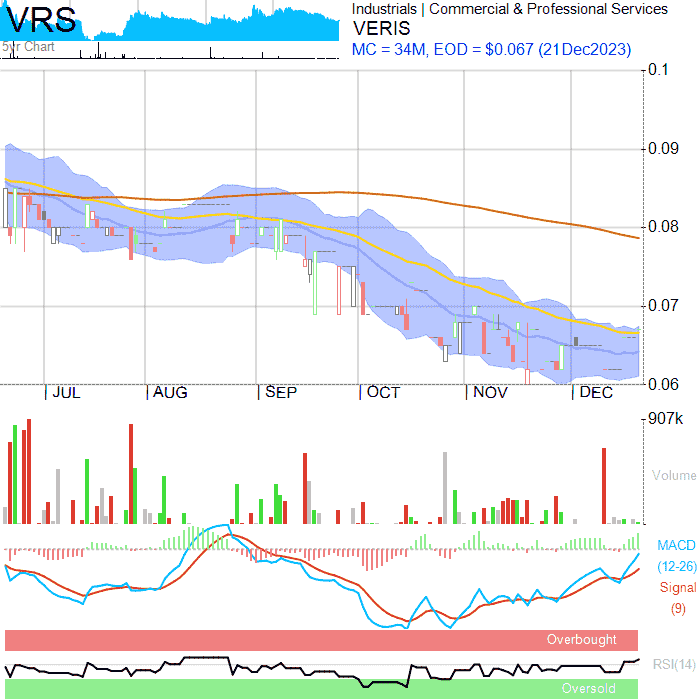 VRS
5yr Chart
Industrials | Commercial & Professional Services
VERIS
MC = 34M, EOD = $0.067 (21Dec2023)
0.1
0.09
0.08
0.07
0.06
JUL
AUG
SEP
OCT
NOV
DEC
907k
Volume
MACD
(12-26)
Signal
(9)
Overbought
RSI(14)
Oversold